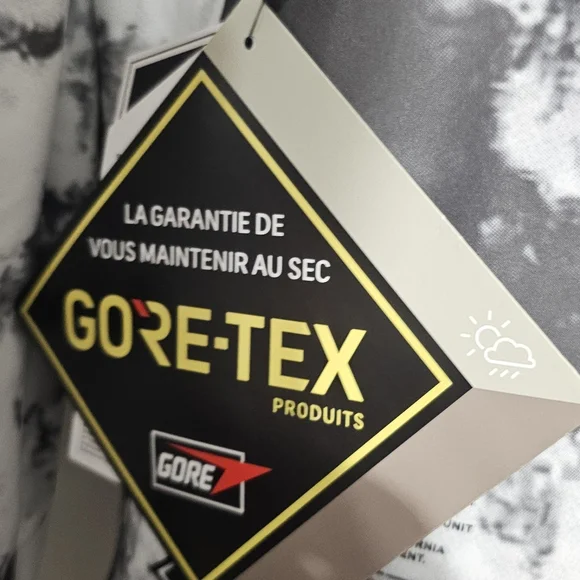 LA GARANTIE DE
VOUS MAINTENIR AU SEC
GORE-TEX
PRODUITS
GORE